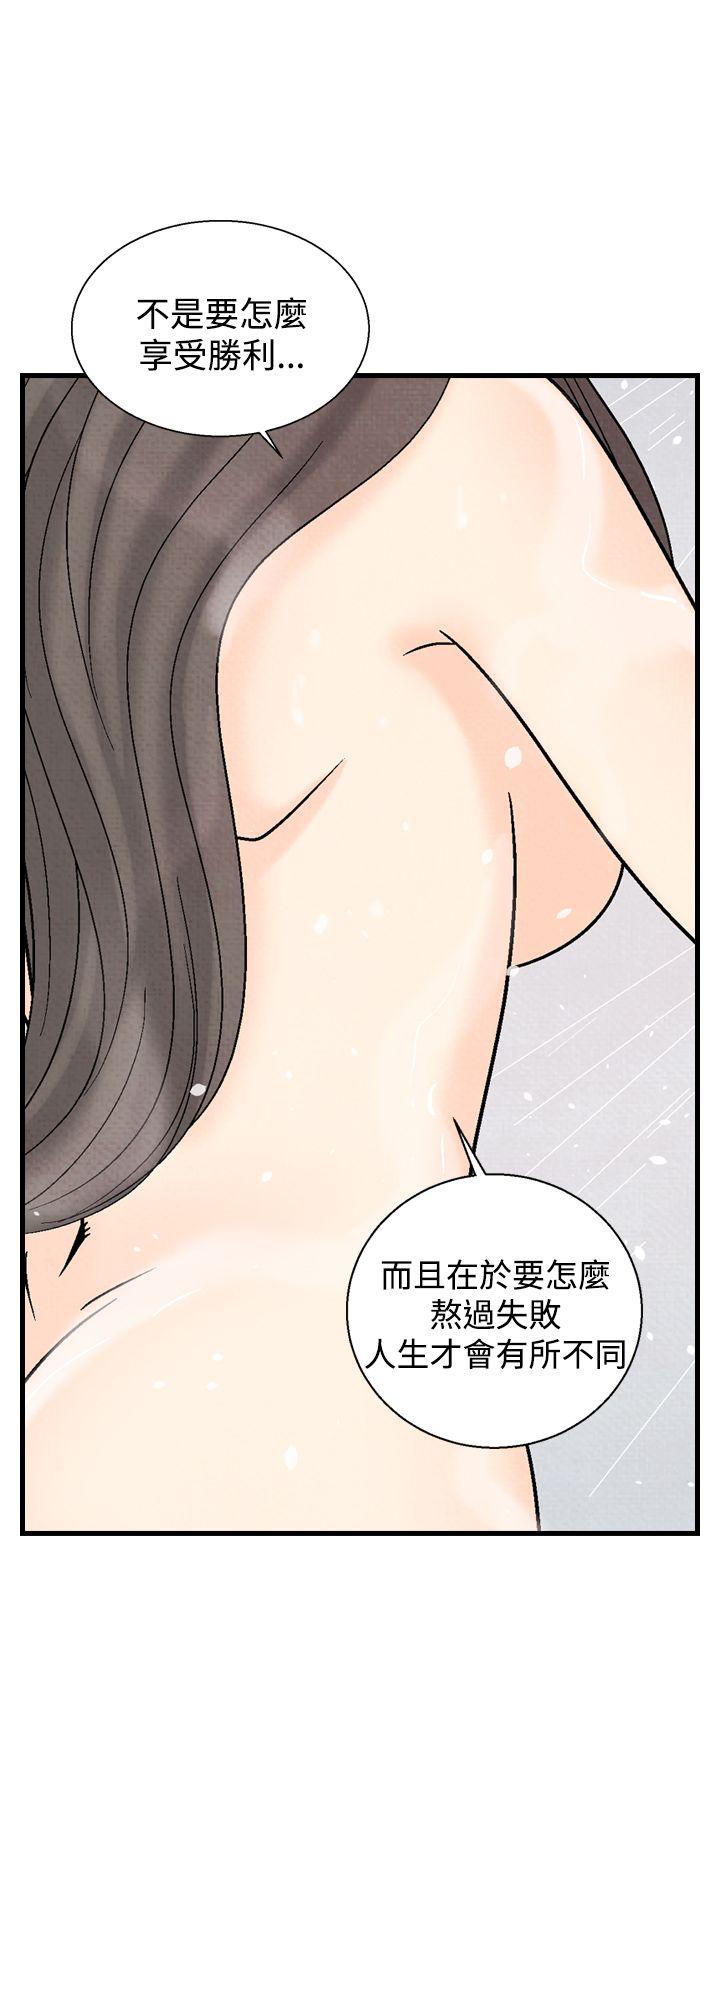 不是要怎麼
享受勝利...
而且在於要怎麼
熬過失敗
人生才會有所不同